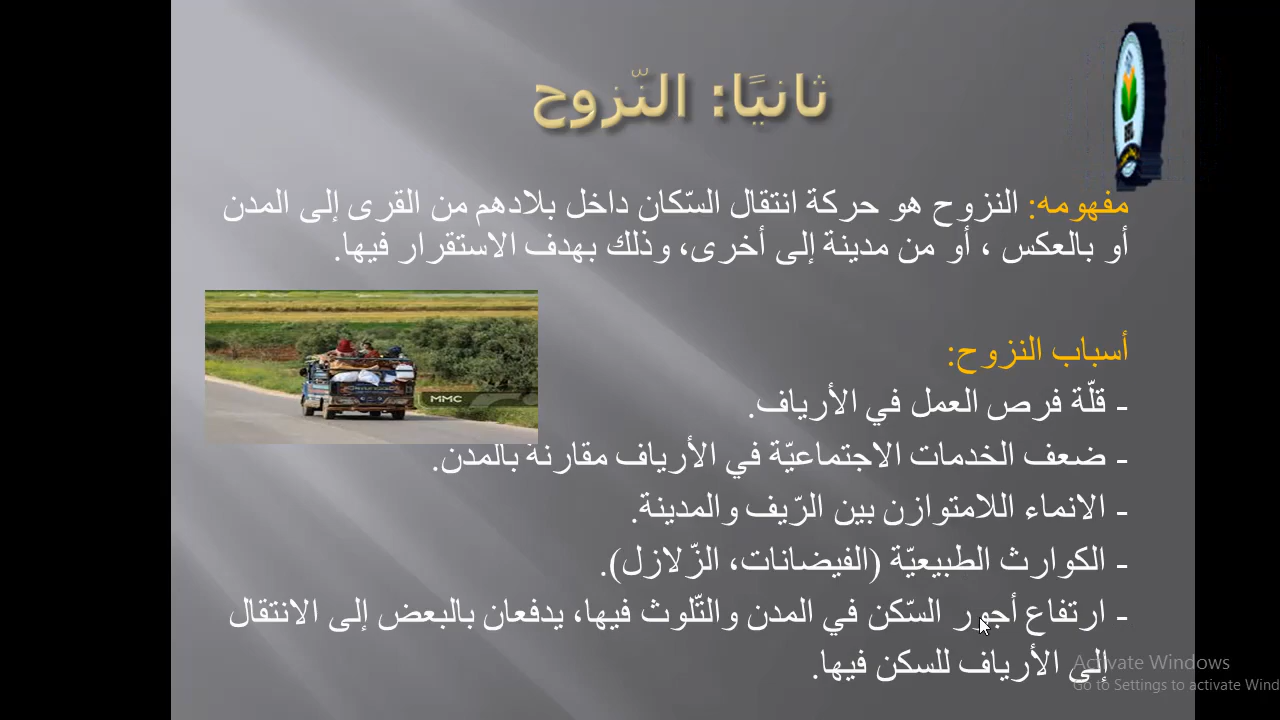 ثانيًا: النّزوح
مفهومه: النزوح هو حركة انتقال السّكان داخل بلادهم من القرى إلى المدن
أو بالعكس ، أو من مدينة إلى أخرى، وذلك بهدف الاستقرار فيها.
أسباب النزوح:
- قلّة فرص العمل في الأرياف.
MMC
- ضعف الخدمات الاجتماعيّة في الأرياف مقارنة بالمدن.
- الانماء اللامتوازن بين الرّيف والمدينة.
- الكوارث الطبيعيّة (الفيضانات، الزّلازل).
- ارتفاع أجور السّكن في المدن والتّلوث فيها، يدفعان بالبعض إلى الانتقال
إلى الأرياف للسكن فيها.
Activate Windows
Go to Settings to activate Wind